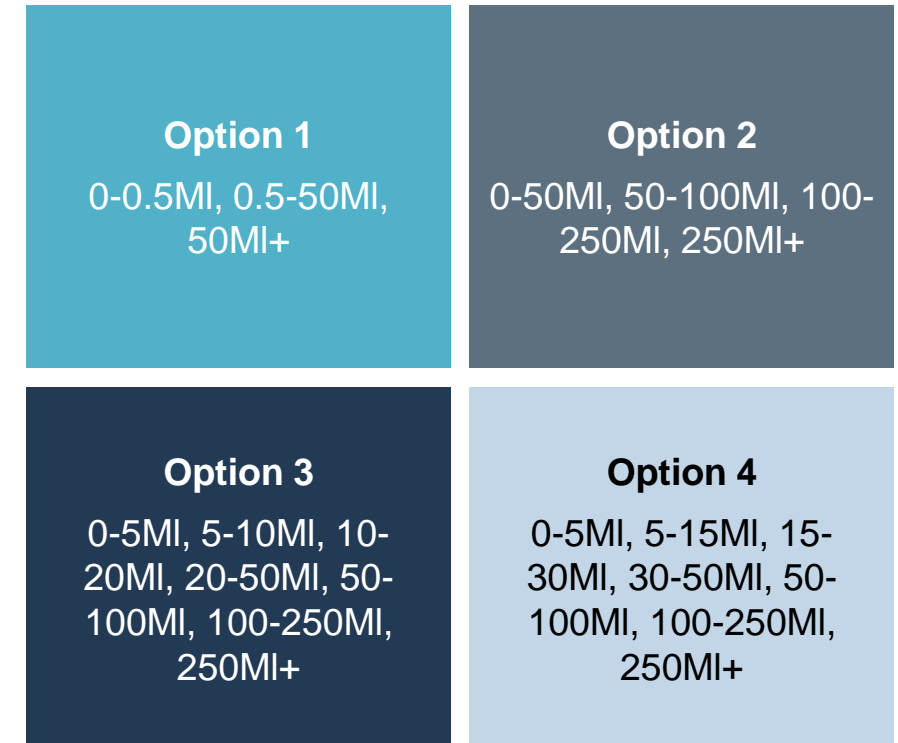 Option 1
0-0.5Ml, 0.5-50Ml,
50Ml+
Option 2
0-50Ml, 50-100Ml, 100-
250Ml, 250Ml+
Option 3
0-5Ml, 5-10Ml, 10-
20Ml, 20-50Ml, 50-
100Ml, 100-250Ml,
250Ml+
Option 4
0-5Ml, 5-15Ml, 15-
30Ml, 30-50Ml, 50-
100Ml, 100-250Ml,
250Ml+